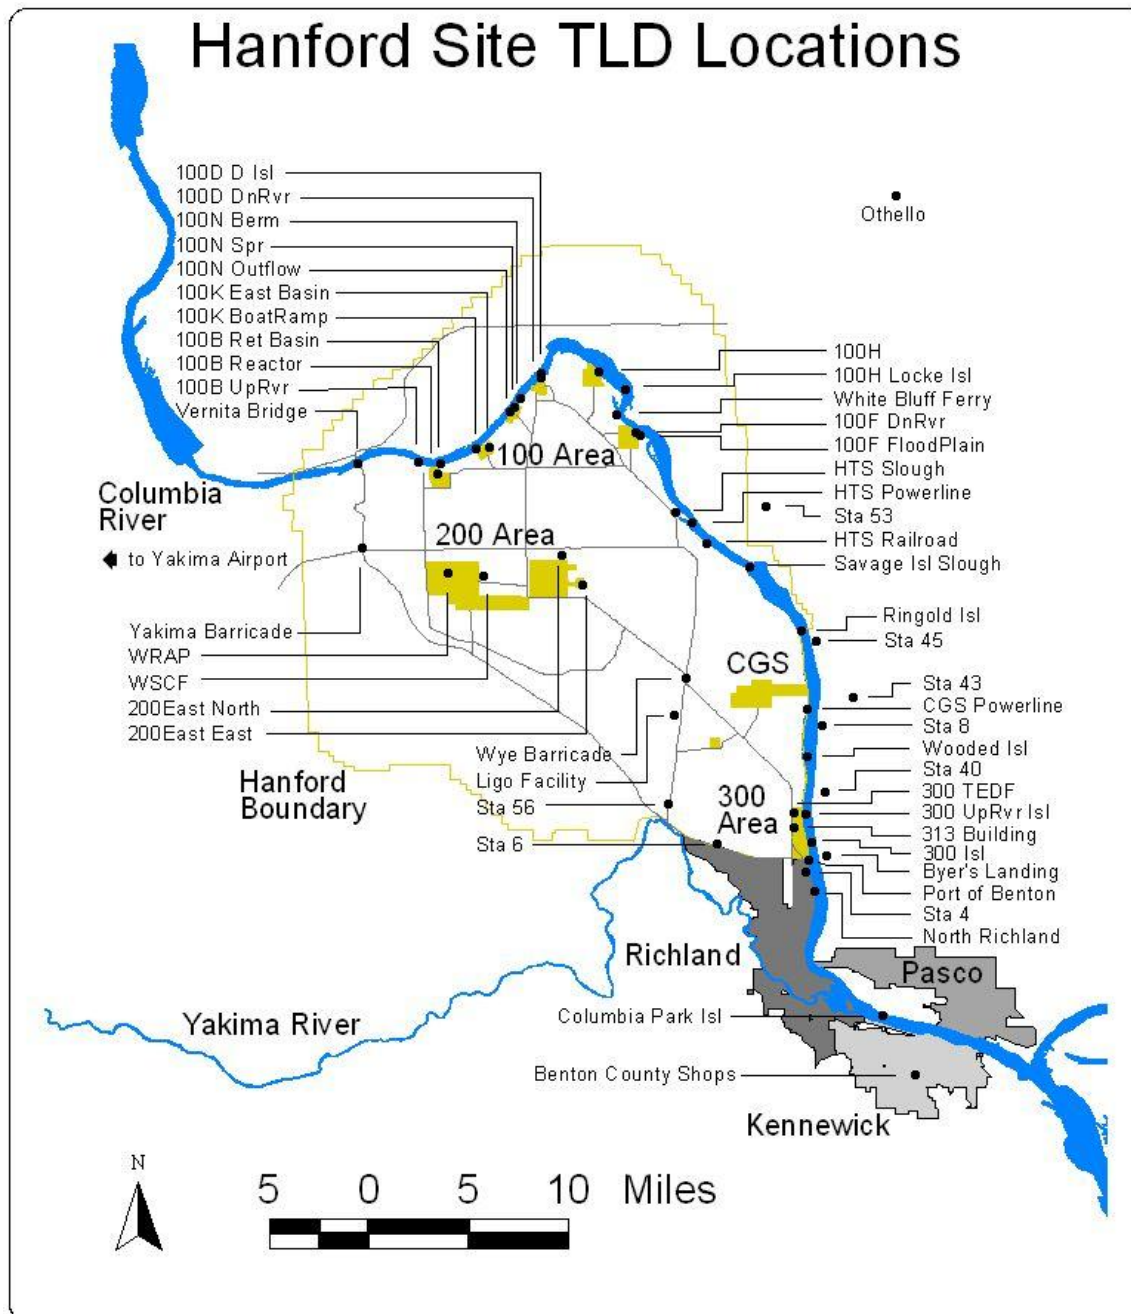 Hanford Site TLD Locations
100D D Isl
100D DnRvr
100N Berm
100N Spr
100N Outflow
100K East Basin
100K BoatRamp
100B Ret Basin
100B Reactor
100B UpRvr
Vernita Bridge
Othello
100H
100H Locke Isl
White Bluff Ferry
100F DnRvr
100F FloodPlain
HTS Slough
HTS Powerline
Sta 53
HTS Railroad
Savage Isl Slough
100 Area
Columbia
River
200 Area
to Yakima Airport
Yakima Barricade
WRAP
WSCF
200East North
200East East
Ringold Isl
Sta 45
CGS
Sta 43
CGS Powerline
Sta 8
Wooded Isl
Sta 40
300 TEDF
300 UpRvr Isl
313 Building
300 Isl
Byer's Landing
Port of Benton
Sta 4
North Richland
Wye Barricade
Ligo Facility
Sta 56
Sta 6
Hanford
Boundary
300
Area
Richland
Pasco
Yakima River
Columbia Park Isl
Benton County Shops
Kennewick
N
5 0 5 10 Miles